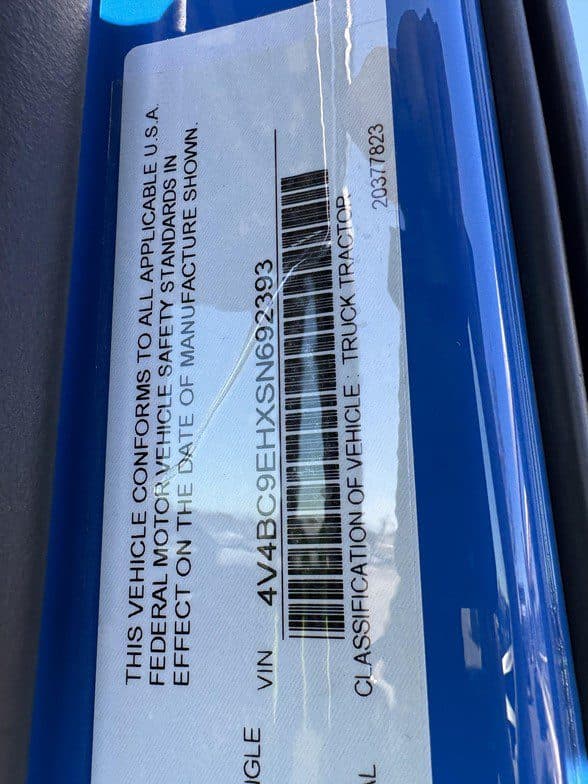 THIS VEHICLE CONFORMS TO ALL APPLICABLE U.S.A.
FEDERAL MOTOR VEHICLE SAFETY STANDARDS IN
EFFECT ON THE DATE OF MANUFACTURE SHOWN.
VIN 4V4BC9EHXSN692393
CLASSIFICATION OF VEHICLE : TRUCK TRACTOR
20377823